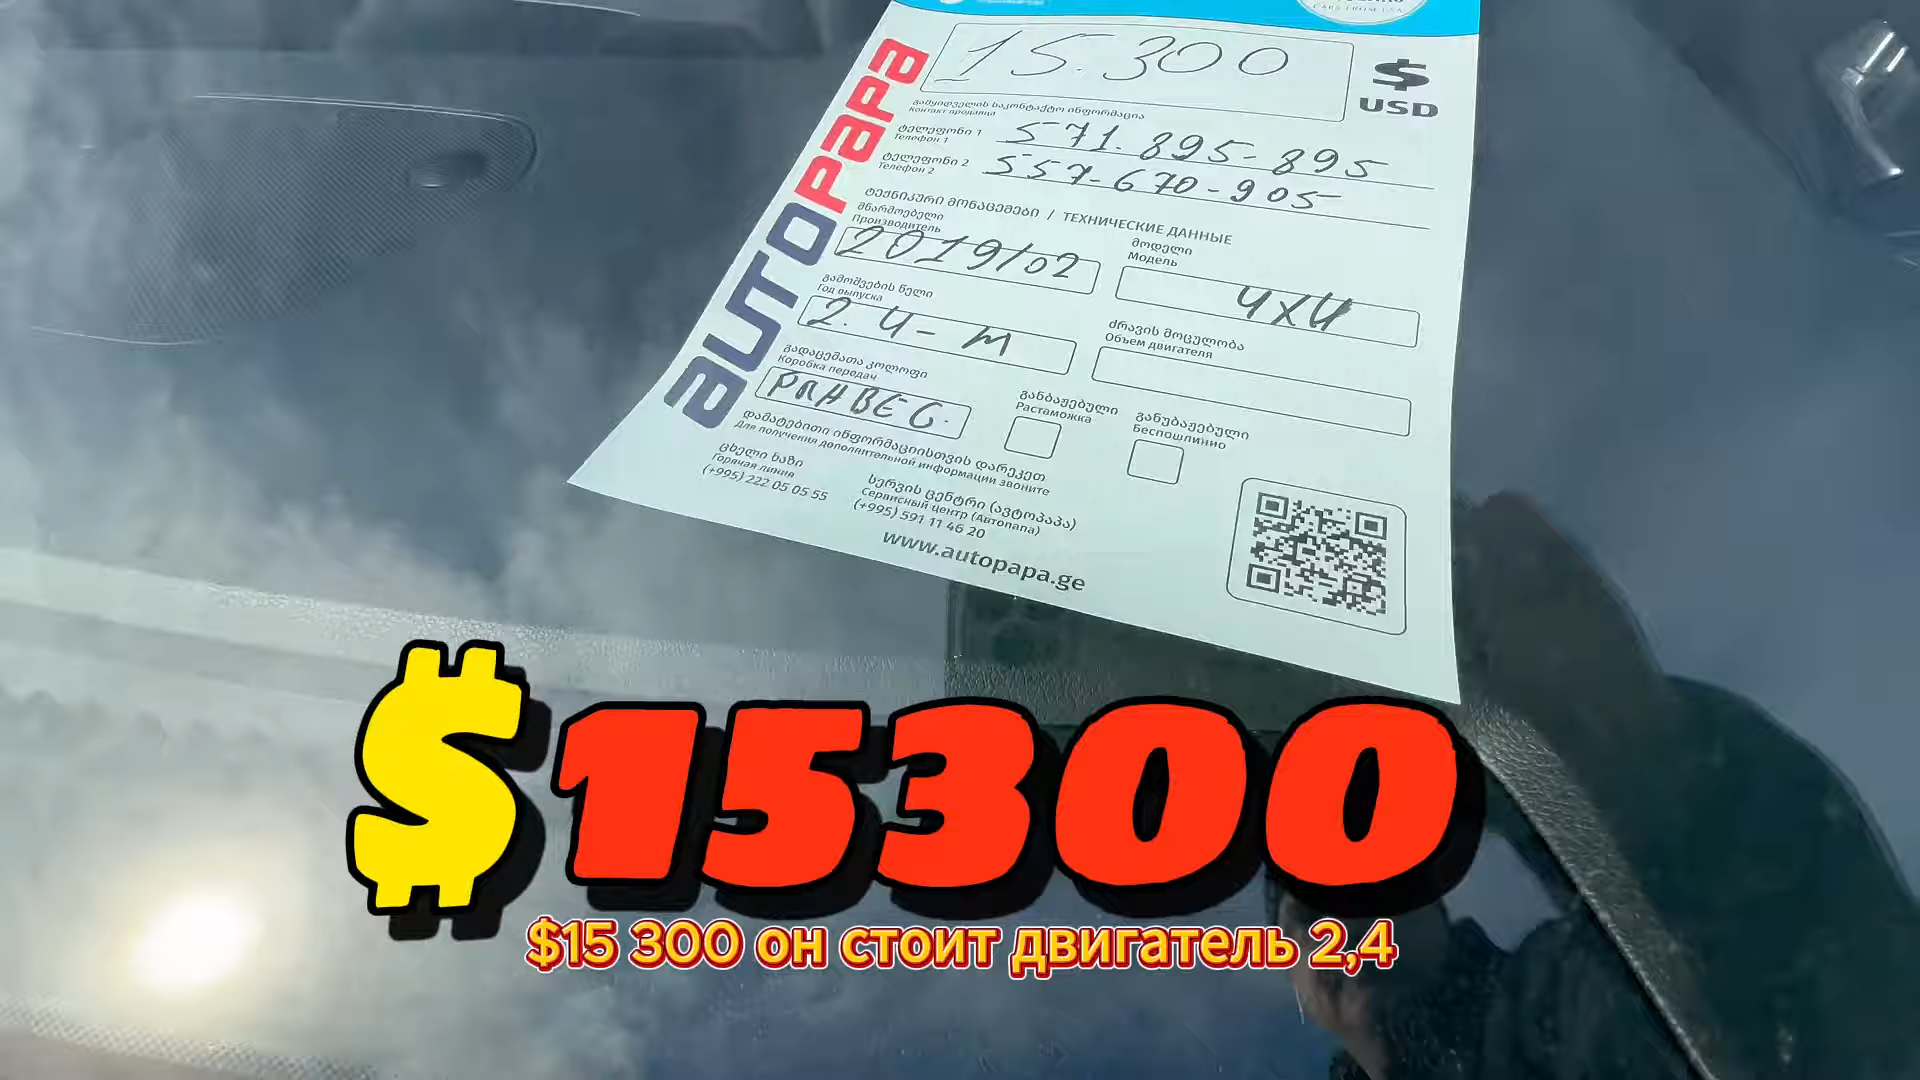 CARS FROM USA
15.300
$
USD
AUTOPAPA
გამყიდველის საკონტაქტო ინფორმაცია
Контакт продавца
ტელეფონი 1
Телефон 1
571.895-895
ტელეფონი 2
Телефон 2
557-670-905
ტექნიკური მონაცემები / ТЕХНИЧЕСКИЕ ДАННЫЕ
მწარმოებელი
Производитель
2019/02
მოდელი
Модель
4X4
გამოშვების წელი
Год выпуска
2.4-M
ძრავის მოცულობა
Объем двигателя
გადაცემათა კოლოფი
Коробка передач
განბაჟებული
Растаможка
განუბაჟებელი
Беспошлинно
დამატებითი ინფორმაციისთვის დარეკეთ
Для получения дополнительной информации звоните
ცხელი ხაზი
Горячая линия
(+995) 222 05 05 55
სერვის ცენტრი (ავტოპაპა)
Сервисный центр (Автопапа)
(+995) 591 11 46 20
www.autopapa.ge
$15300
$15 300 он стоит двигатель 2,4